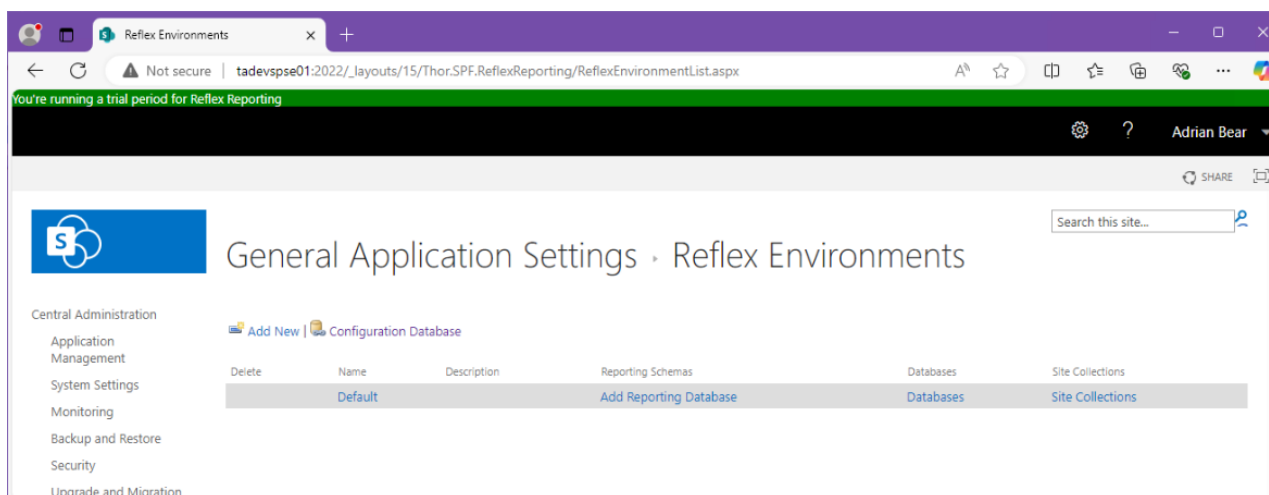 Reflex Environments
Not secure | tadevspse01:2022/_layouts/15/Thor.SPF.ReflexReporting/ReflexEnvironmentList.aspx
You're running a trial period for Reflex Reporting
? Adrian Bear
SHARE
S
Search this site...
General Application Settings › Reflex Environments
Central Administration
Application
Management
System Settings
Monitoring
Backup and Restore
Security
Upgrade and Migration
Add New | Configuration Database
Delete Name Description Reporting Schemas Databases Site Collections
Default Add Reporting Database Databases Site Collections